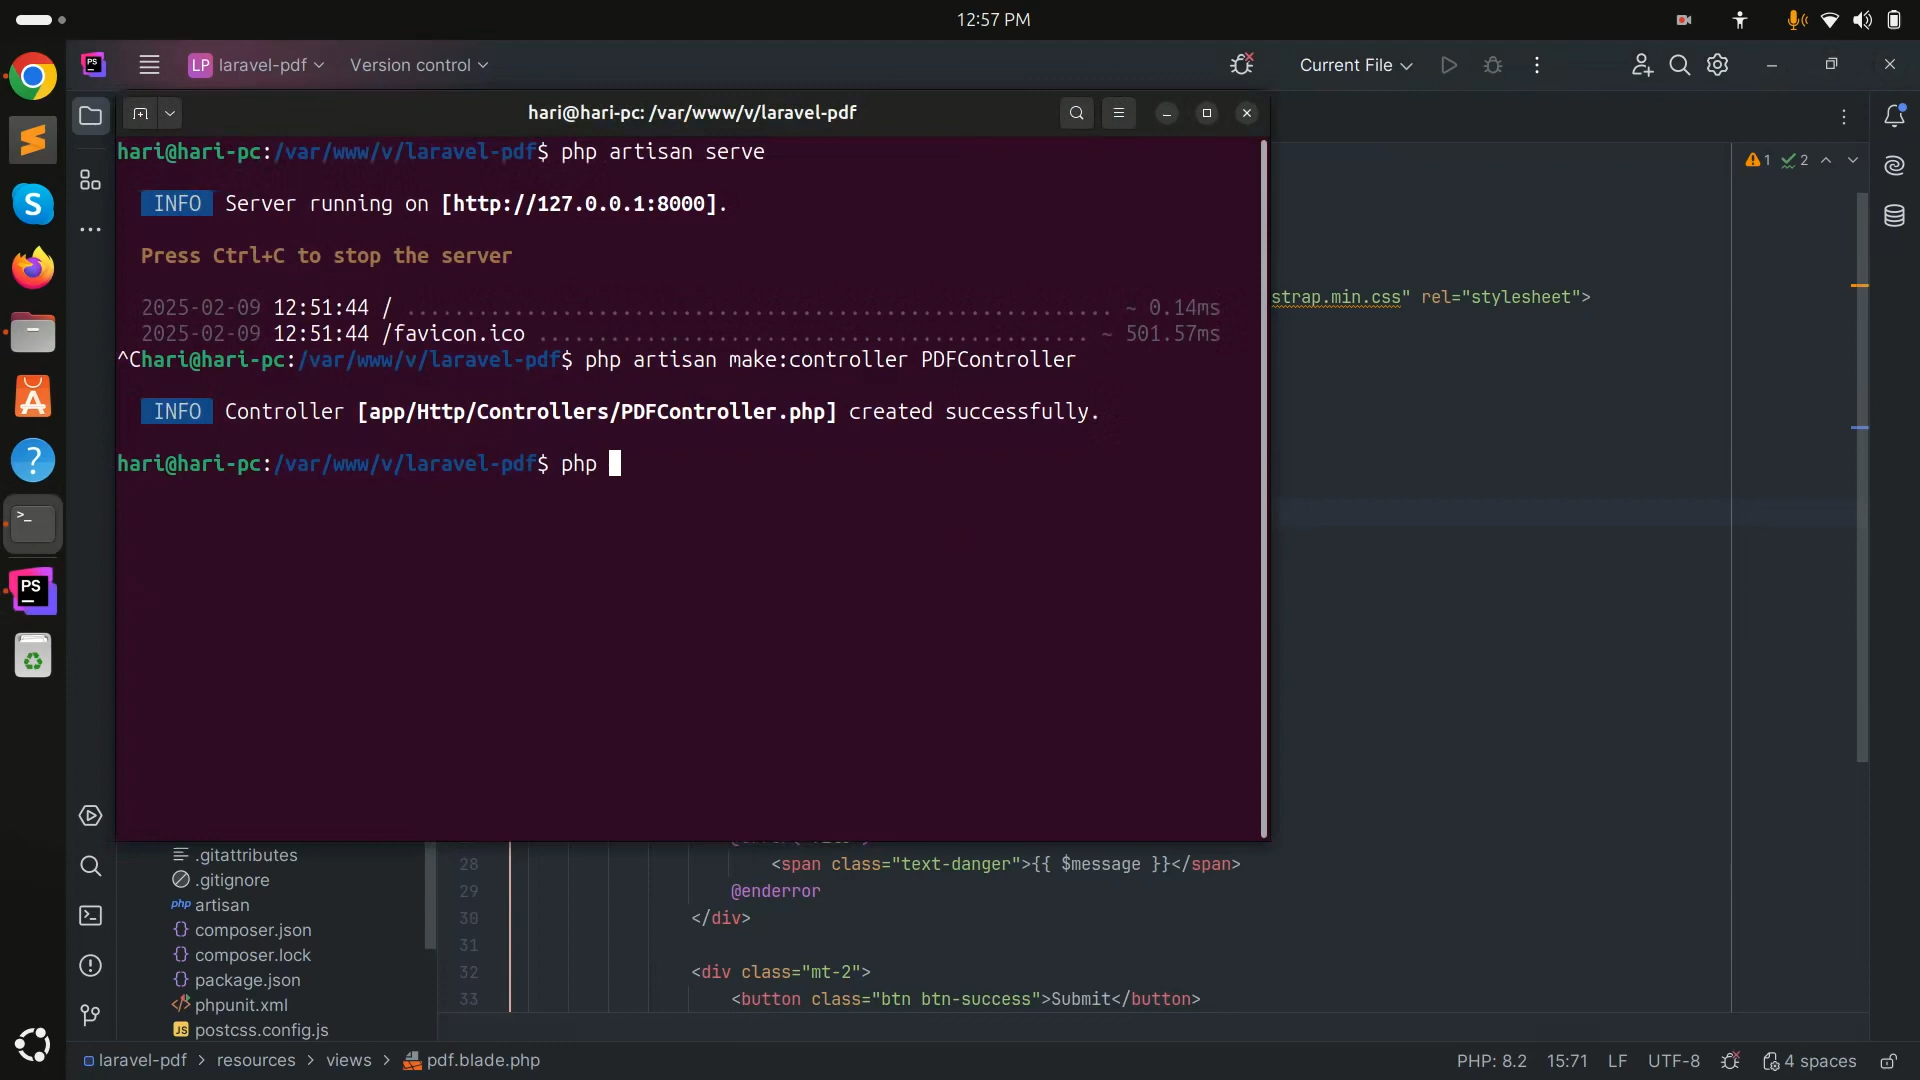 12:57 PM
PS
LP laravel-pdf
Version control
Current File
hari@hari-pc: /var/www/v/laravel-pdf
hari@hari-pc:/var/www/v/laravel-pdf$ php artisan serve
1 2
INFO Server running on [http://127.0.0.1:8000].
Press Ctrl+C to stop the server
strap.min.css" rel="stylesheet">
2025-02-09 12:51:44 / .......................................................... ~ 0.14ms
2025-02-09 12:51:44 /favicon.ico .............................................. ~ 501.57ms
^Chari@hari-pc:/var/www/v/laravel-pdf$ php artisan make:controller PDFController
INFO Controller [app/Http/Controllers/PDFController.php] created successfully.
hari@hari-pc:/var/www/v/laravel-pdf$ php
PS
.gitattributes
28 <span class="text-danger">{{ $message }}</span>
.gitignore
29 @enderror
php artisan
30 </div>
composer.json
31
composer.lock
32 <div class="mt-2">
package.json
33 <button class="btn btn-success">Submit</button>
phpunit.xml
JS postcss.config.js
laravel-pdf > resources > views > pdf.blade.php
PHP: 8.2 15:71 LF UTF-8 4 spaces